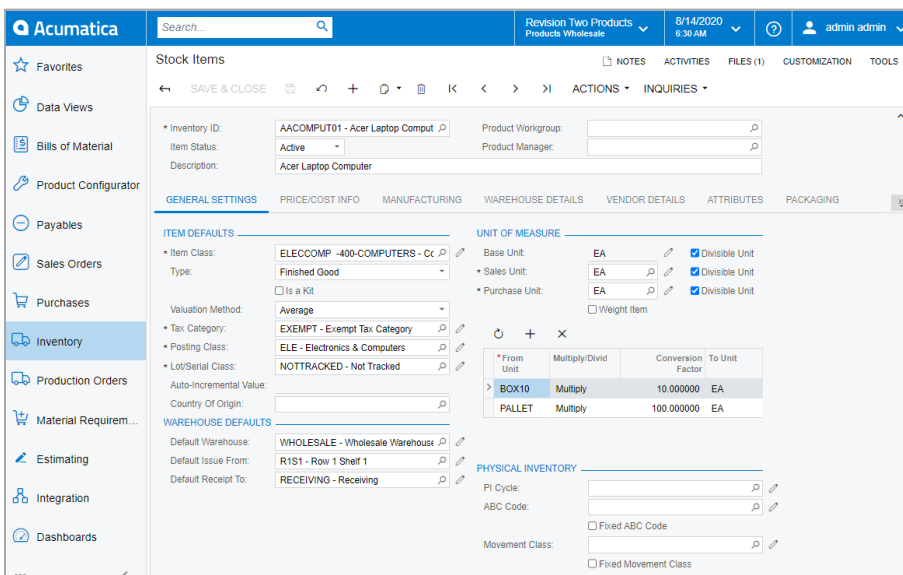 Acumatica
Search...
Revision Two Products
Products Wholesale
8/14/2020
6:30 AM
admin admin
Favorites
Data Views
Bills of Material
Product Configurator
Payables
Sales Orders
Purchases
Inventory
Production Orders
Material Requirem...
Estimating
Integration
Dashboards
Stock Items
NOTES ACTIVITIES FILES (1) CUSTOMIZATION TOOLS
SAVE & CLOSE ACTIONS INQUIRIES
* Inventory ID: AACOMPUT01 - Acer Laptop Comput
Product Workgroup:
Item Status: Active
Product Manager:
Description: Acer Laptop Computer
GENERAL SETTINGS PRICE/COST INFO MANUFACTURING WAREHOUSE DETAILS VENDOR DETAILS ATTRIBUTES PACKAGING
ITEM DEFAULTS
* Item Class: ELECCOMP -400-COMPUTERS - Cc
Type: Finished Good
Is a Kit
Valuation Method: Average
* Tax Category: EXEMPT - Exempt Tax Category
* Posting Class: ELE - Electronics & Computers
* Lot/Serial Class: NOTTRACKED - Not Tracked
Auto-Incremental Value:
Country Of Origin:
WAREHOUSE DEFAULTS
Default Warehouse: WHOLESALE - Wholesale Warehouse
Default Issue From: R1S1 - Row 1 Shelf 1
Default Receipt To: RECEIVING - Receiving
UNIT OF MEASURE
Base Unit: EA Divisible Unit
* Sales Unit: EA Divisible Unit
* Purchase Unit: EA Divisible Unit
Weight Item
* From Unit Multiply/Divid Conversion Factor To Unit
BOX10 Multiply 10.000000 EA
PALLET Multiply 100.000000 EA
PHYSICAL INVENTORY
PI Cycle:
ABC Code:
Fixed ABC Code
Movement Class:
Fixed Movement Class